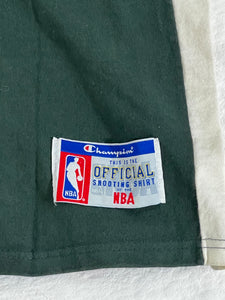 Champion
THIS IS THE
OFFICIAL
SHOOTING SHIRT
OF THE
NBA
NBA